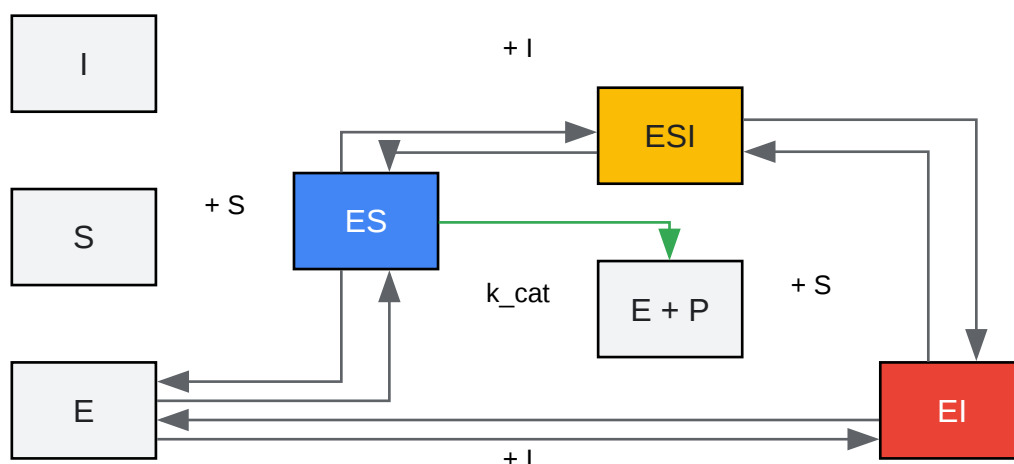 I
+ I
ESI
S
+ S
ES
k_cat
E + P
+ S
E
EI
+ I